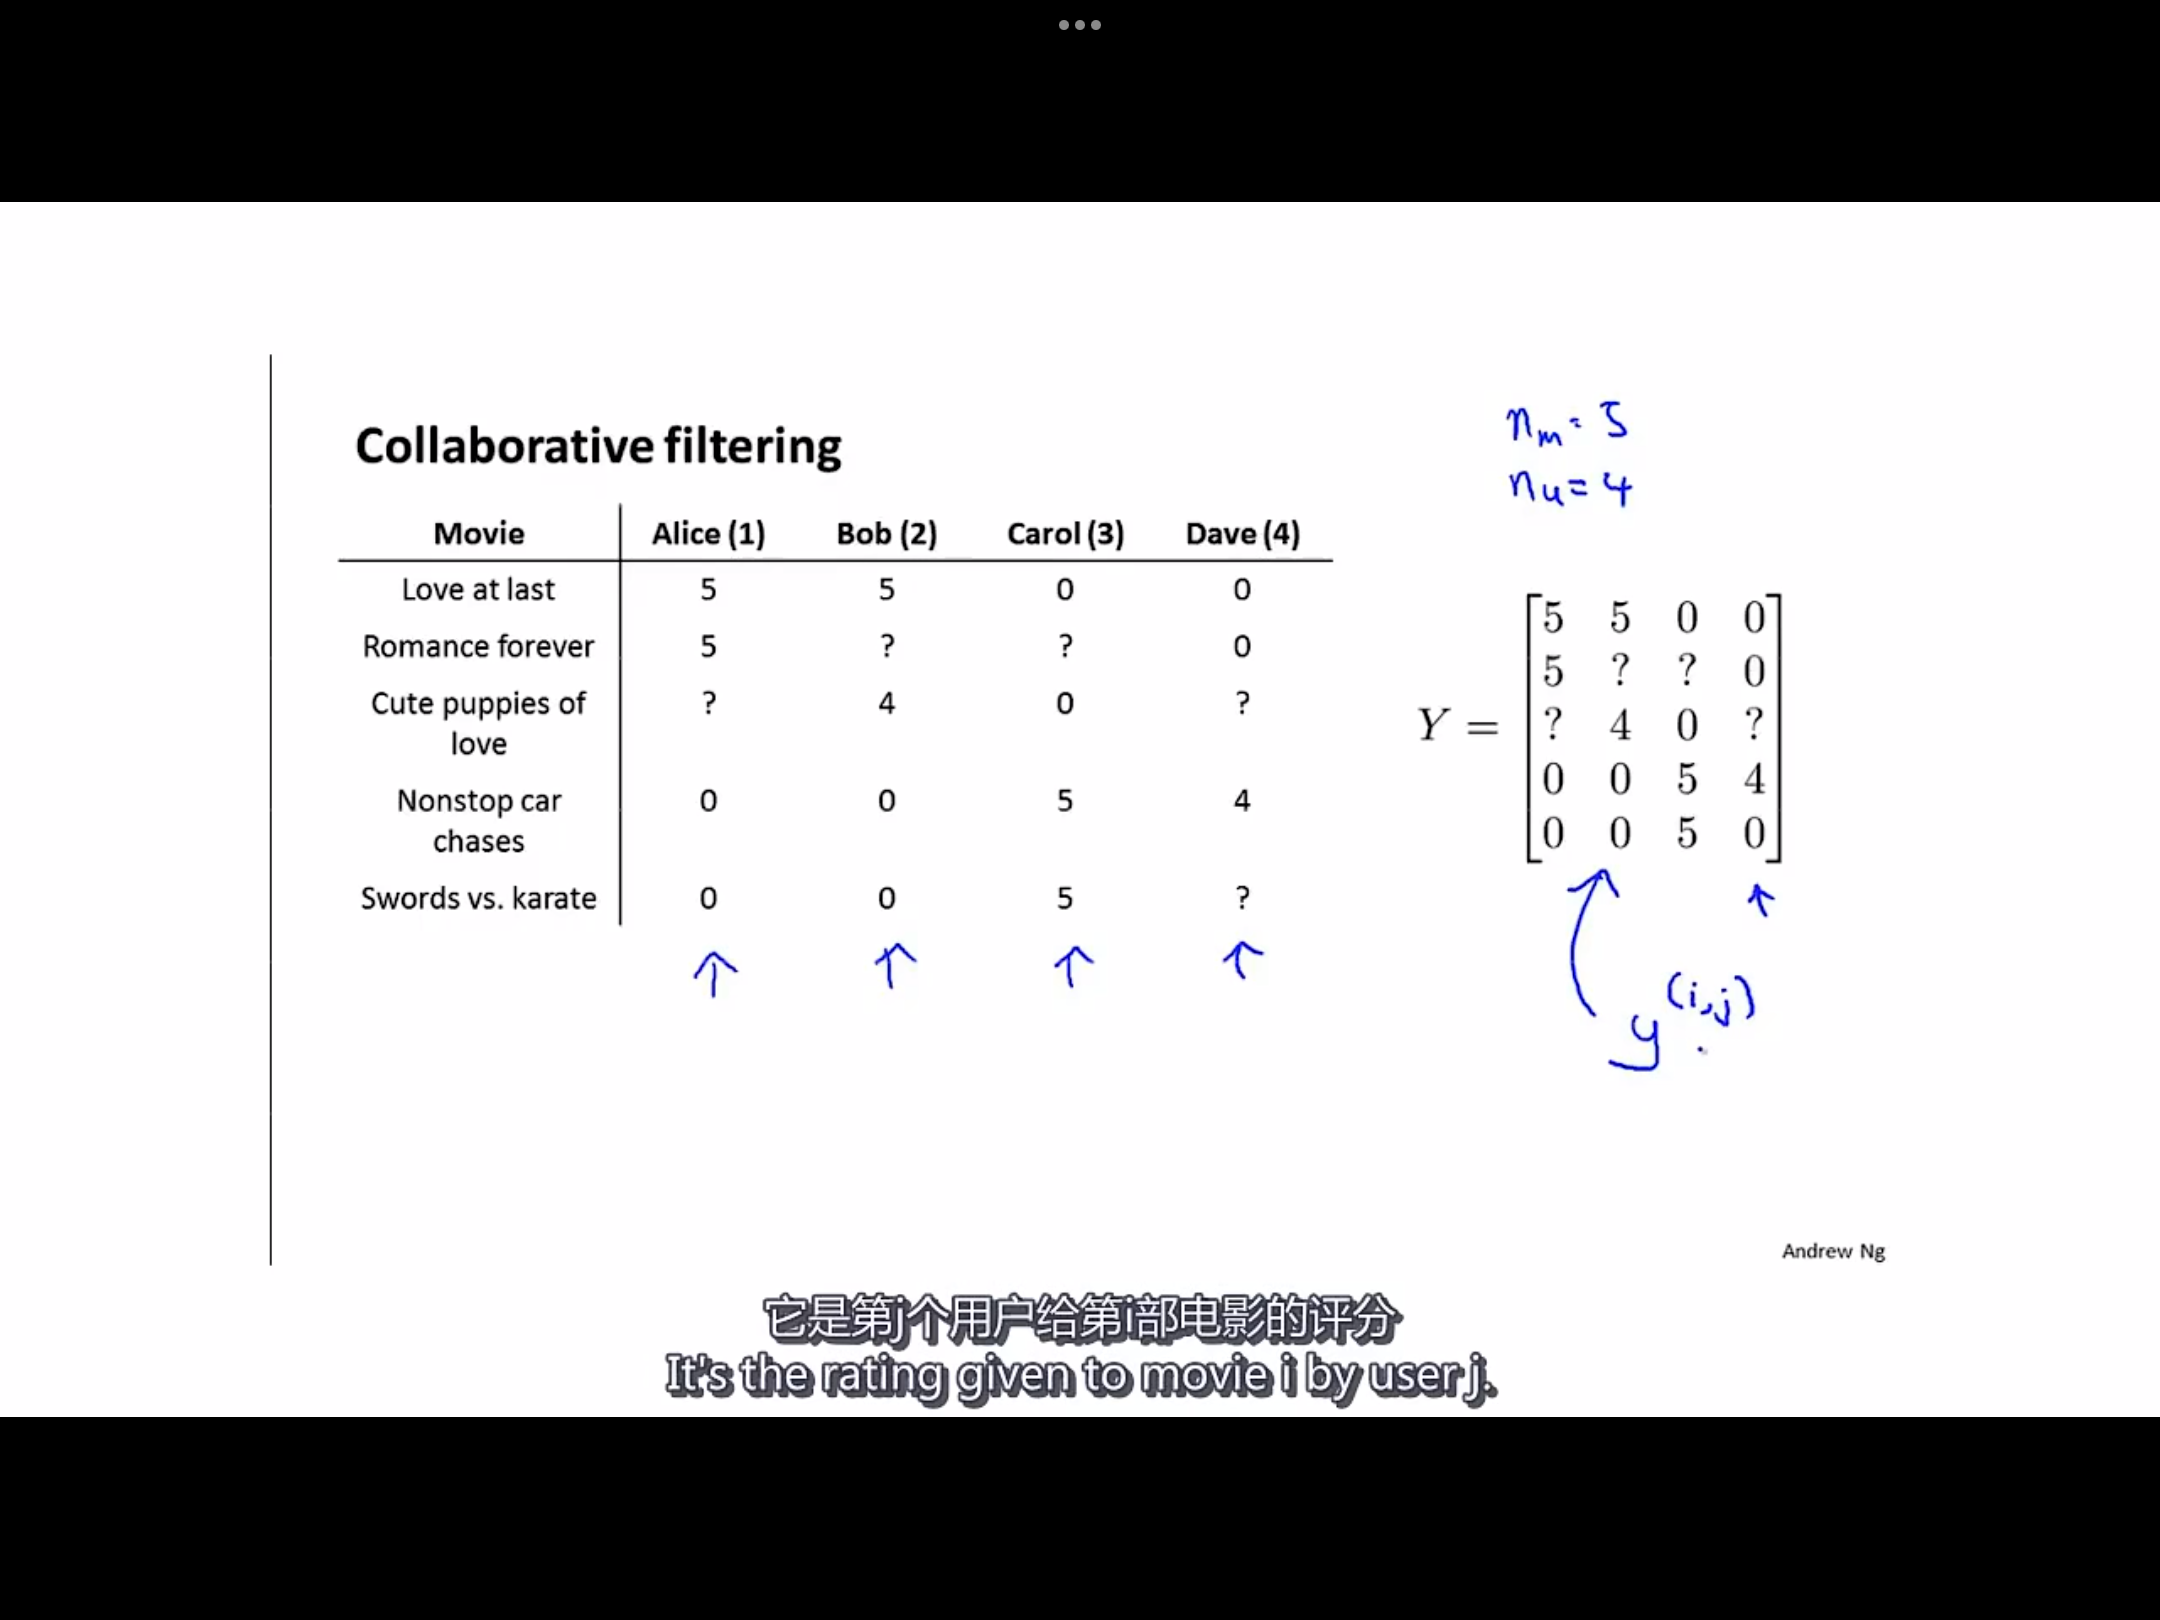 Collaborative filtering
Movie Alice (1) Bob (2) Carol (3) Dave (4)
Love at last 5 5 0 0
Romance forever 5 ? ? 0
Cute puppies of love ? 4 0 ?
Nonstop car chases 0 0 5 4
Swords vs. karate 0 0 5 ?
n_m = 5
n_u = 4
Y =
5 5 0 0
5 ? ? 0
? 4 0 ?
0 0 5 4
0 0 5 0
y^(i,j)
Andrew Ng
它是第j个用户给第i部电影的评分
It's the rating given to movie i by user j.